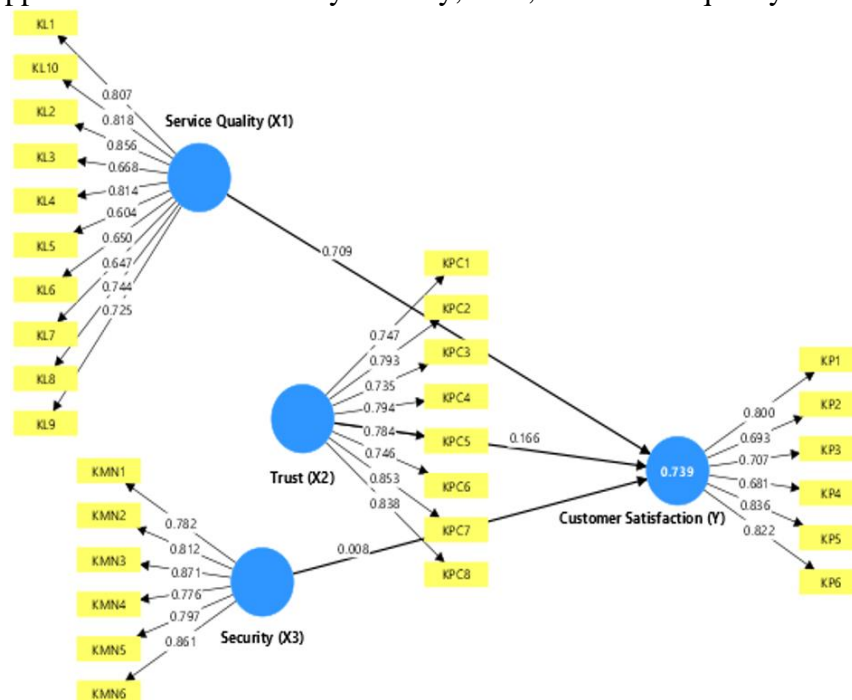 KL1
KL10
KL2
KL3
KL4
KL5
KL6
KL7
KL8
KL9
0.807
0.818
0.856
0.668
0.814
0.604
0.650
0.647
0.744
0.725
Service Quality (X1)
0.709
KPC1
KPC2
KPC3
KPC4
KPC5
KPC6
KPC7
KPC8
0.747
0.793
0.735
0.794
0.784
0.746
0.853
0.838
Trust (X2)
0.166
KMN1
KMN2
KMN3
KMN4
KMN5
KMN6
0.782
0.812
0.871
0.776
0.797
0.861
Security (X3)
0.008
0.739
Customer Satisfaction (Y)
0.800
0.693
0.707
0.681
0.836
0.822
KP1
KP2
KP3
KP4
KP5
KP6